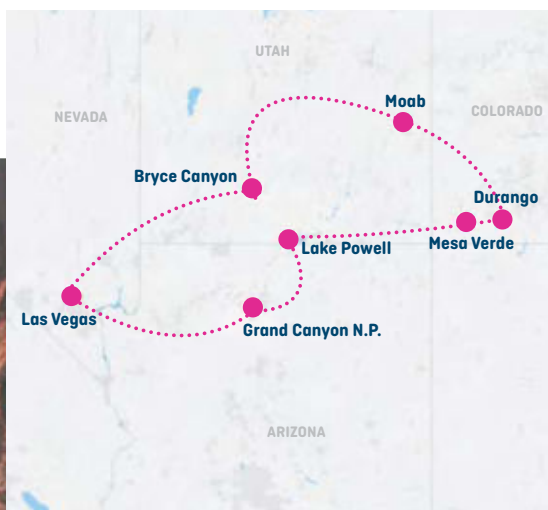 UTAH
Moab
COLORADO
NEVADA
Bryce Canyon
Durango
Mesa Verde
Lake Powell
Las Vegas
Grand Canyon N.P.
ARIZONA